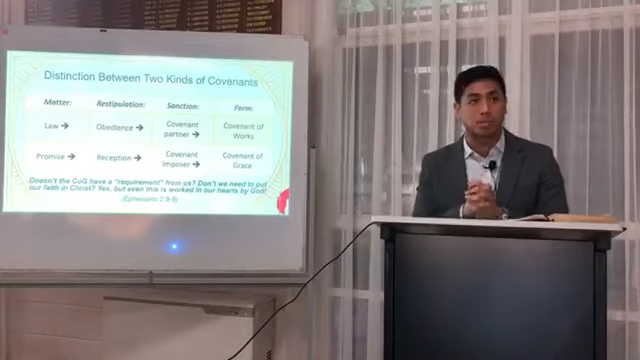 Distinction Between Two Kinds of Covenants
Matter: Restipulation: Sanction: Form:
Law → Obedience → Covenant partner → Covenant of Works
Promise → Reception → Covenant imposer → Covenant of Grace
Doesn't the CoG have a "requirement" from us? Don't we need to put
our faith in Christ? Yes, but even this is worked in our hearts by God!
(Ephesians 2:8-9)